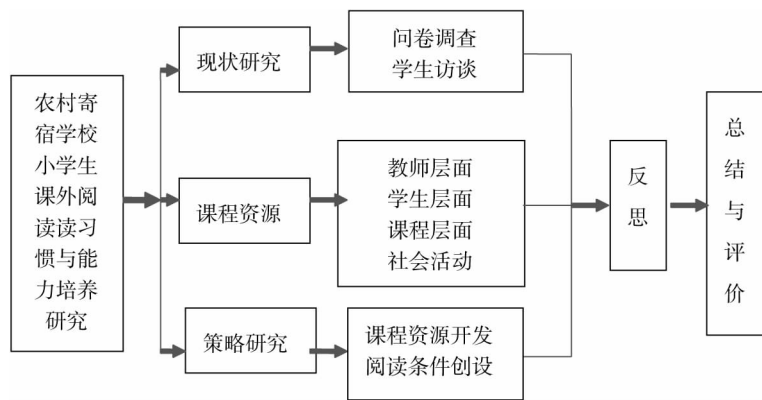 农村寄
宿学校
小学生
课外阅
读读习
惯与能
力培养
研究
现状研究
问卷调查
学生访谈
课程资源
教师层面
学生层面
课程层面
社会活动
策略研究
课程资源开发
阅读条件创设
反
思
总
结
与
评
价